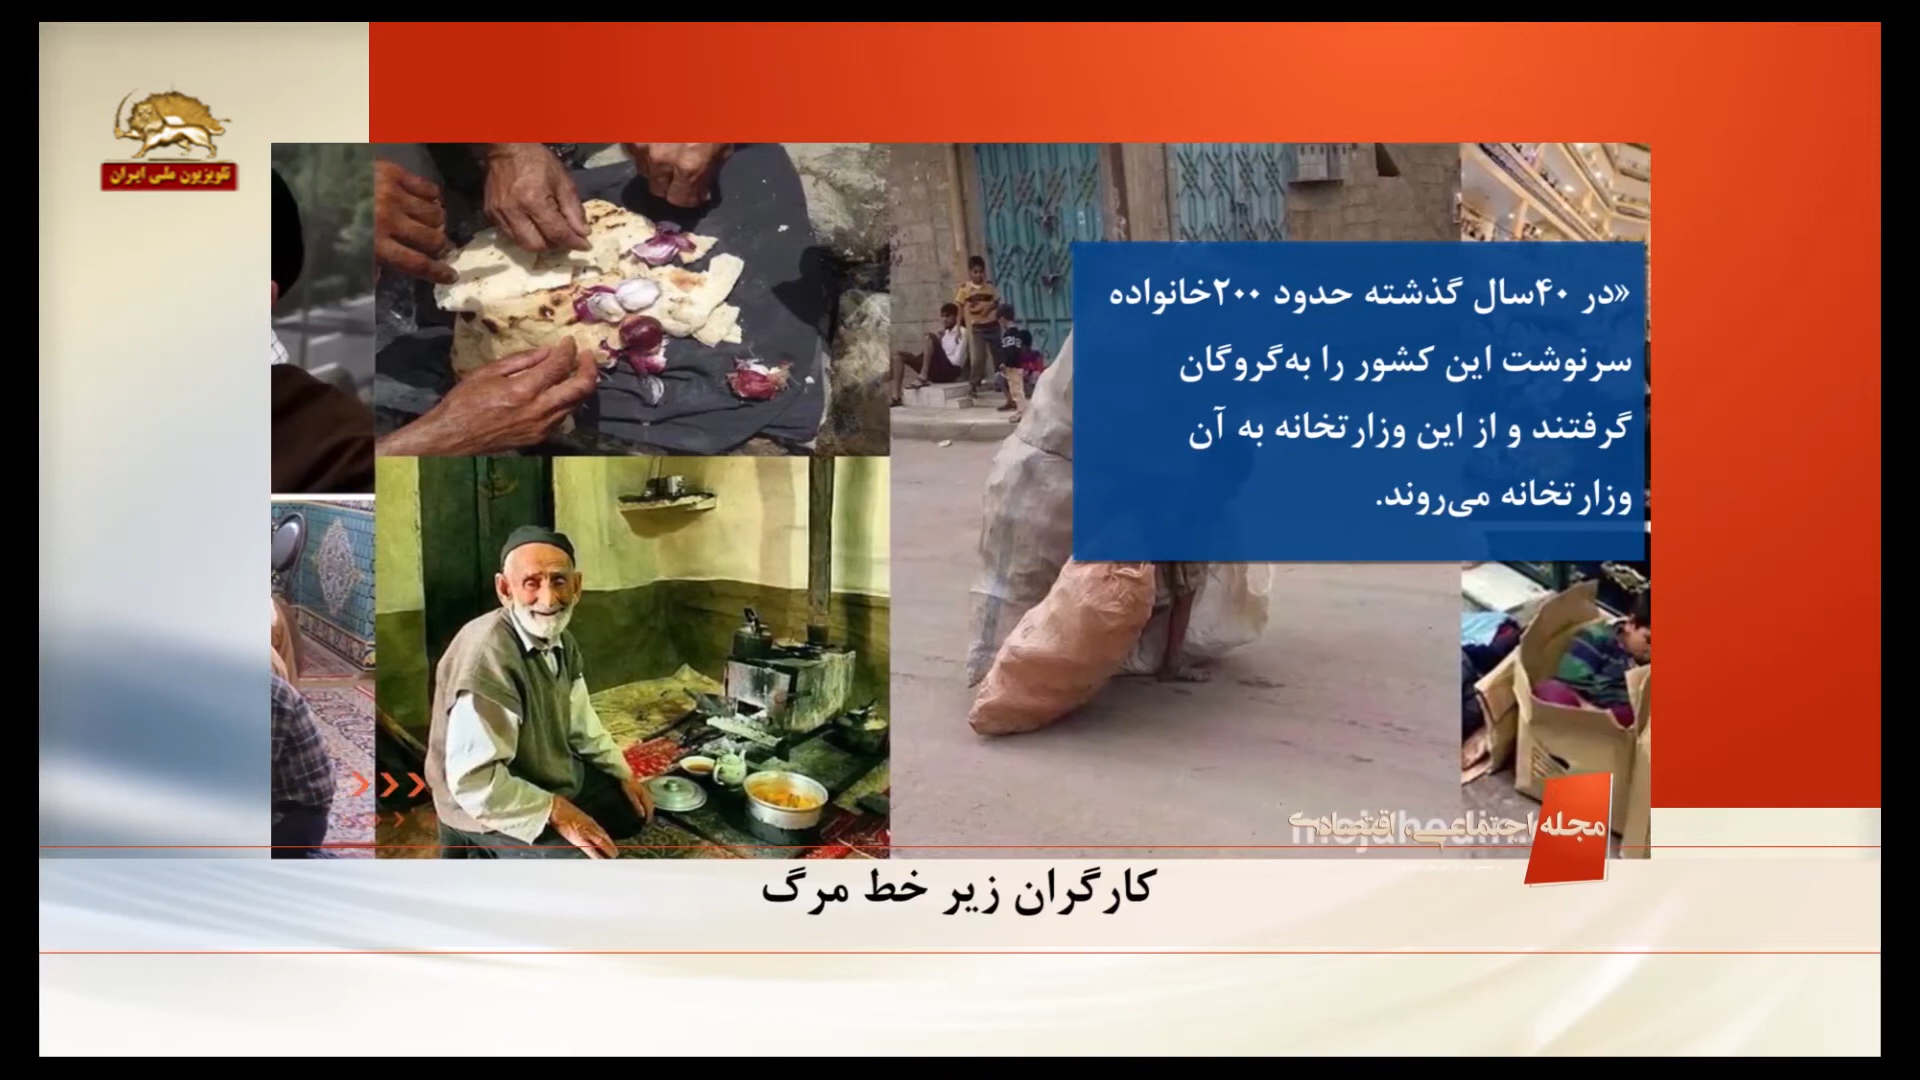 تلویزیون ملی ایران
«در ۴۰سال گذشته حدود ۲۰۰خانواده
سرنوشت این کشور را به‌گروگان
گرفتند و از این وزارتخانه به آن
وزارتخانه می‌روند.
مجله اجتماعی، اقتصادی
کارگران زیر خط مرگ